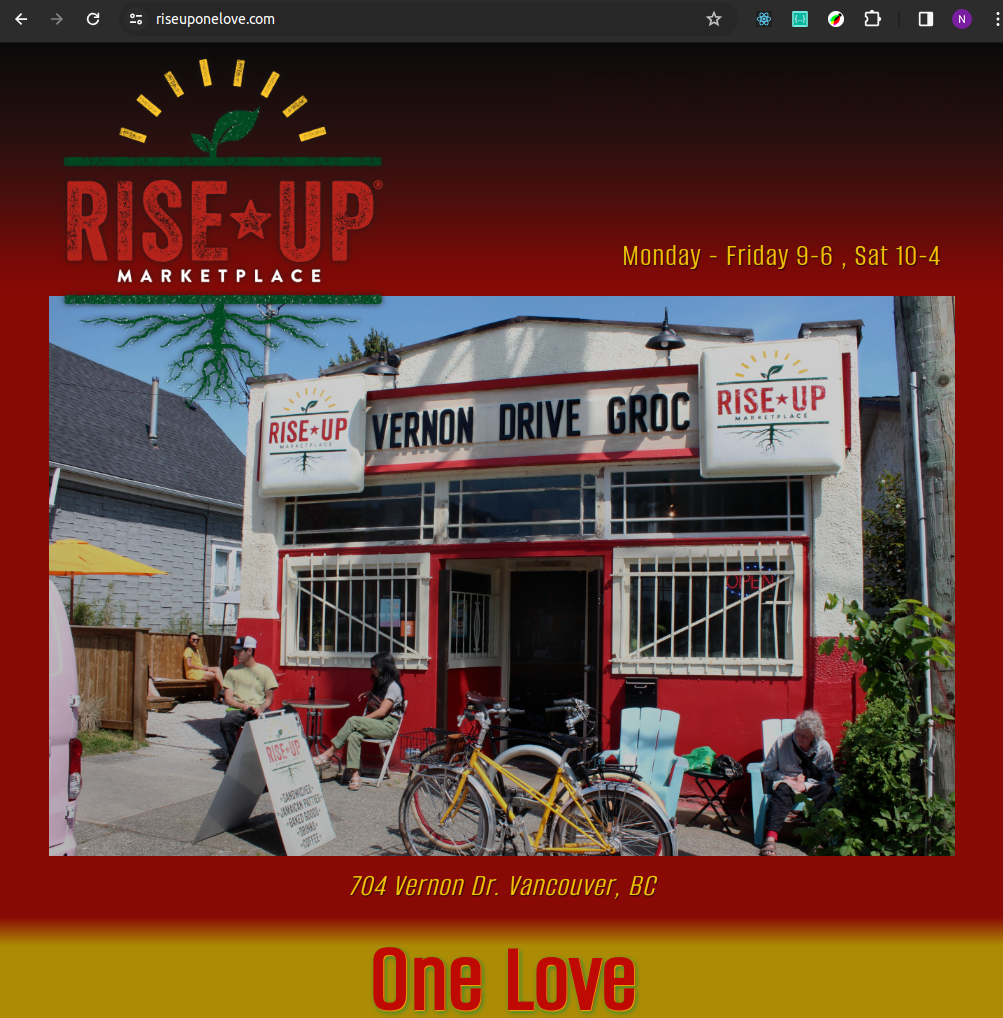 riseuponelove.com
N
RISE★UP®
MARKETPLACE
Monday - Friday 9-6 , Sat 10-4
RISE★UP
MARKETPLACE
VERNON DRIVE GROC
RISE★UP
MARKETPLACE
OPEN
RISE★UP
SANDWICHES
JAMAICAN PATTIES
BAKED GOODS
DRINKS
COFFEE
704 Vernon Dr. Vancouver, BC
One Love